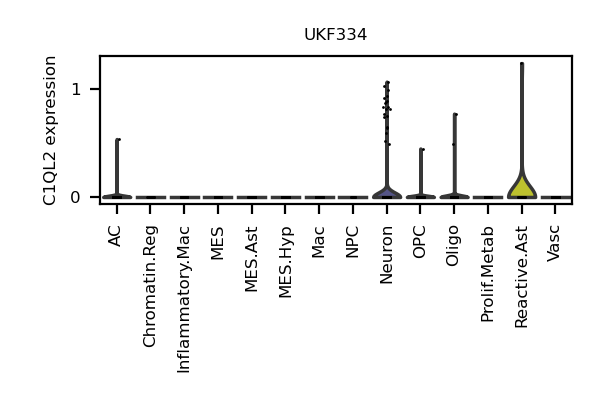 UKF334
C1QL2 expression
1
0
AC
Chromatin.Reg
Inflammatory.Mac
MES
MES.Ast
MES.Hyp
Mac
NPC
Neuron
OPC
Oligo
Prolif.Metab
Reactive.Ast
Vasc